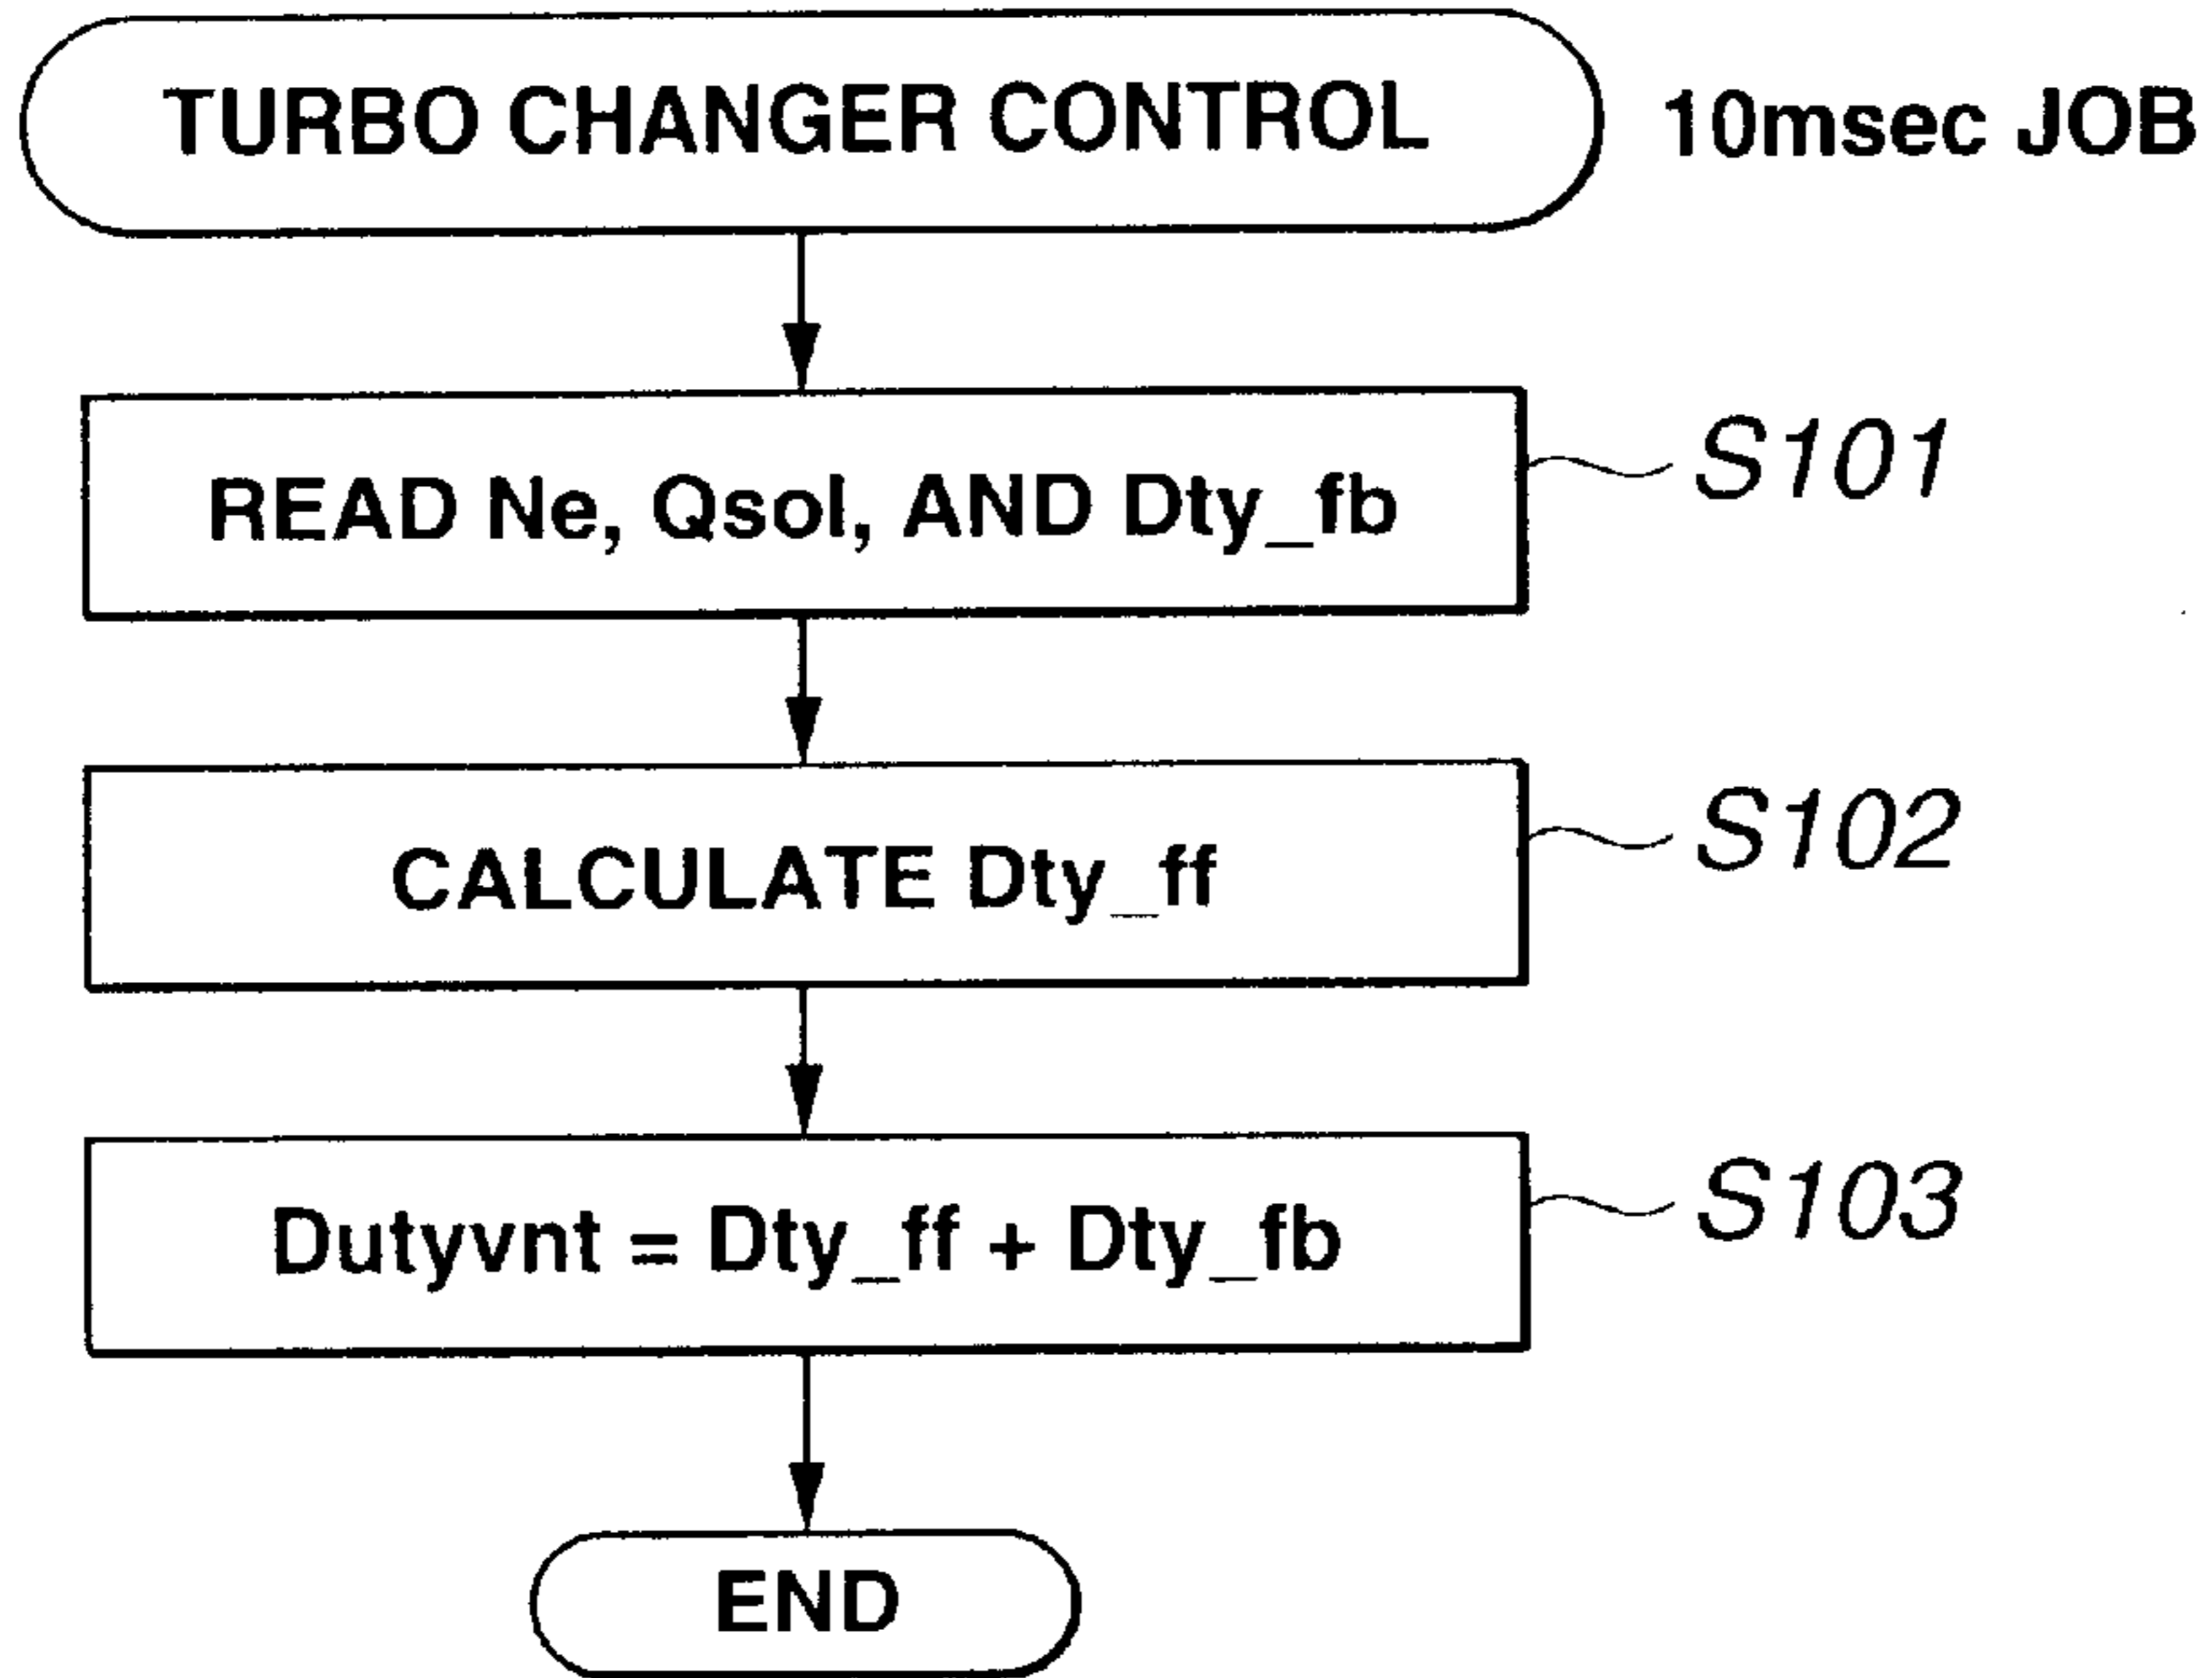 TURBO CHANGER CONTROL 10msec JOB
READ Ne, Qsol, AND Dty_fb S101
CALCULATE Dty_ff S102
Dutyvnt = Dty_ff + Dty_fb S103
END